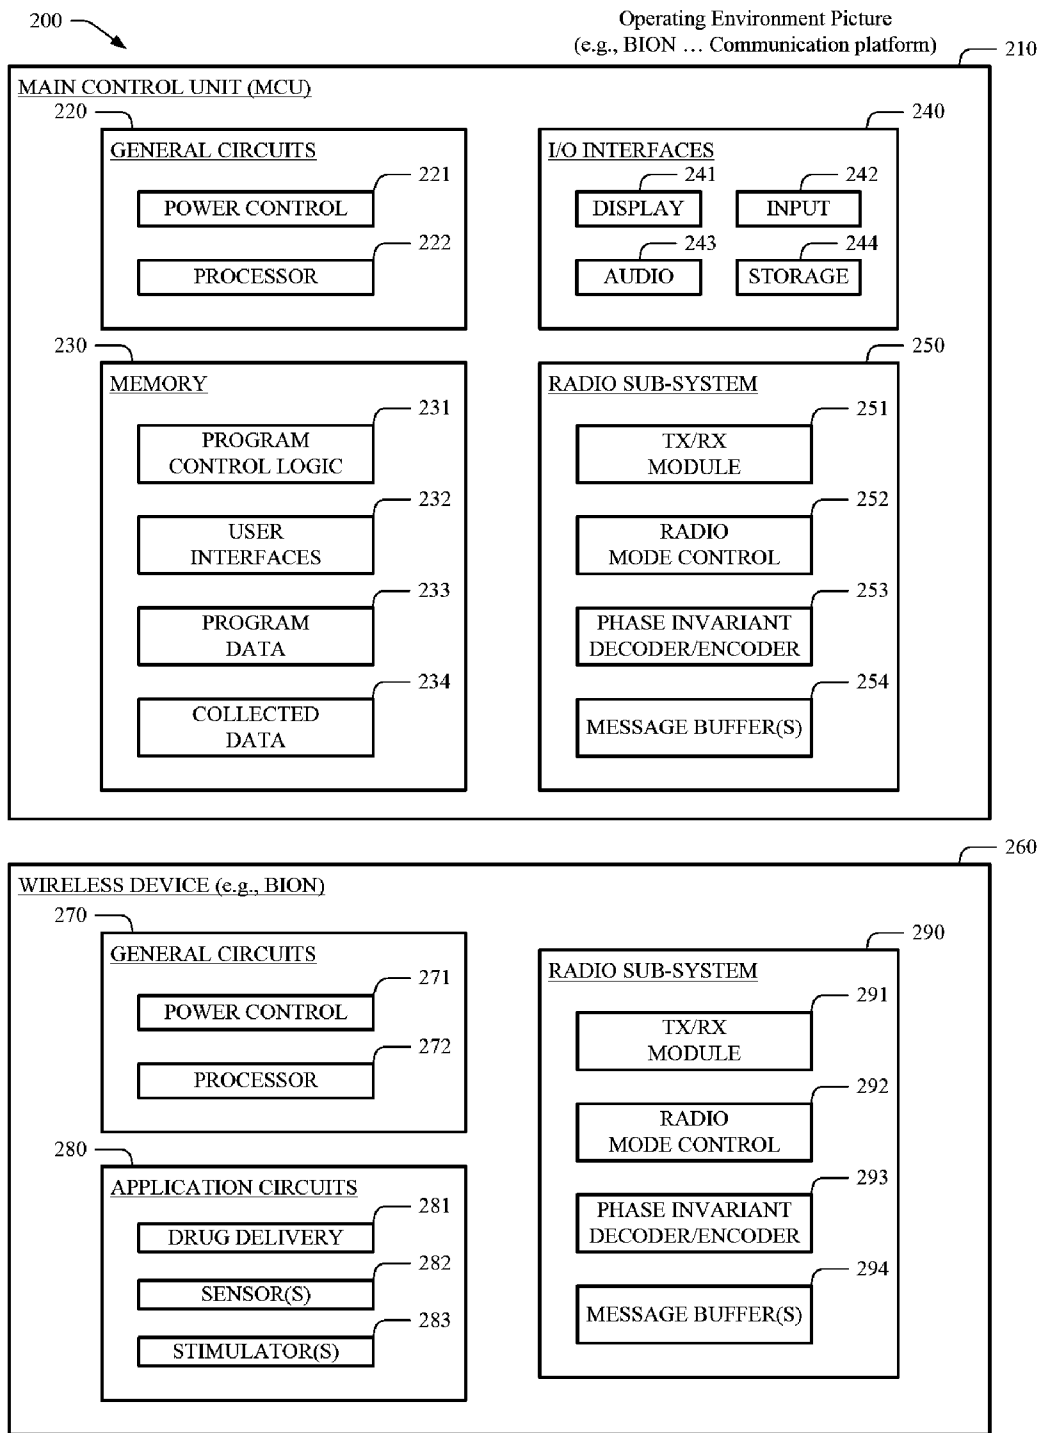 200
Operating Environment Picture
(e.g., BION ... Communication platform)
210
MAIN CONTROL UNIT (MCU)
220
GENERAL CIRCUITS
221
POWER CONTROL
222
PROCESSOR
240
I/O INTERFACES
241
DISPLAY
242
INPUT
243
AUDIO
244
STORAGE
230
MEMORY
231
PROGRAM
CONTROL LOGIC
232
USER
INTERFACES
233
PROGRAM
DATA
234
COLLECTED
DATA
250
RADIO SUB-SYSTEM
251
TX/RX
MODULE
252
RADIO
MODE CONTROL
253
PHASE INVARIANT
DECODER/ENCODER
254
MESSAGE BUFFER(S)
260
WIRELESS DEVICE (e.g., BION)
270
GENERAL CIRCUITS
271
POWER CONTROL
272
PROCESSOR
280
APPLICATION CIRCUITS
281
DRUG DELIVERY
282
SENSOR(S)
283
STIMULATOR(S)
290
RADIO SUB-SYSTEM
291
TX/RX
MODULE
292
RADIO
MODE CONTROL
293
PHASE INVARIANT
DECODER/ENCODER
294
MESSAGE BUFFER(S)